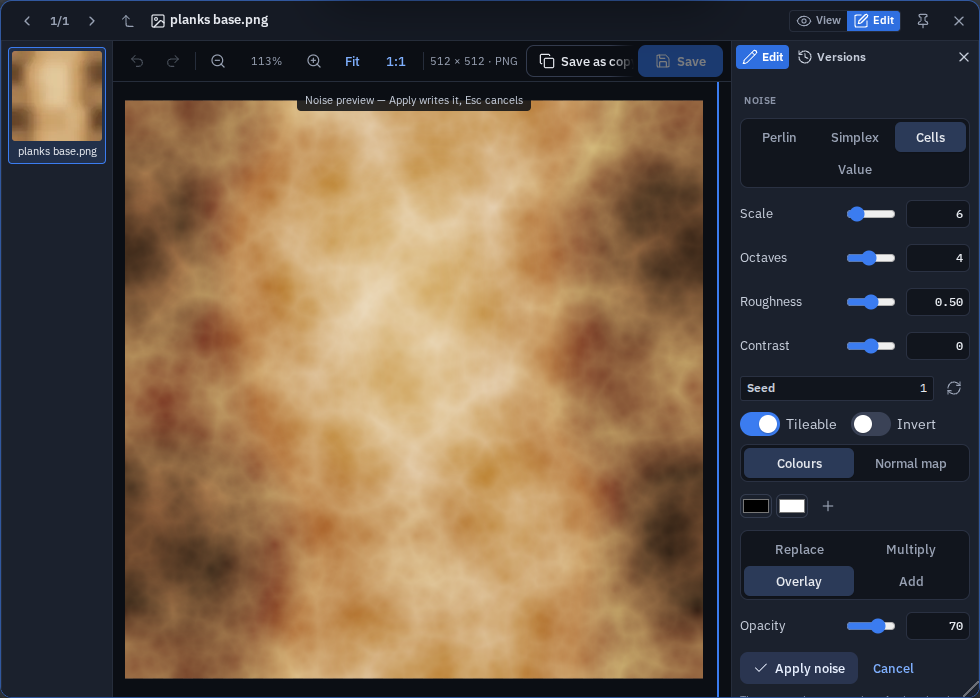 1/1
planks base.png
View
Edit
planks base.png
113%
Fit
1:1
512 × 512 · PNG
Save as cop
Save
Edit
Versions
Noise preview — Apply writes it, Esc cancels
NOISE
Perlin
Simplex
Cells
Value
Scale
6
Octaves
4
Roughness
0.50
Contrast
0
Seed
1
Tileable
Invert
Colours
Normal map
Replace
Multiply
Overlay
Add
Opacity
70
Apply noise
Cancel